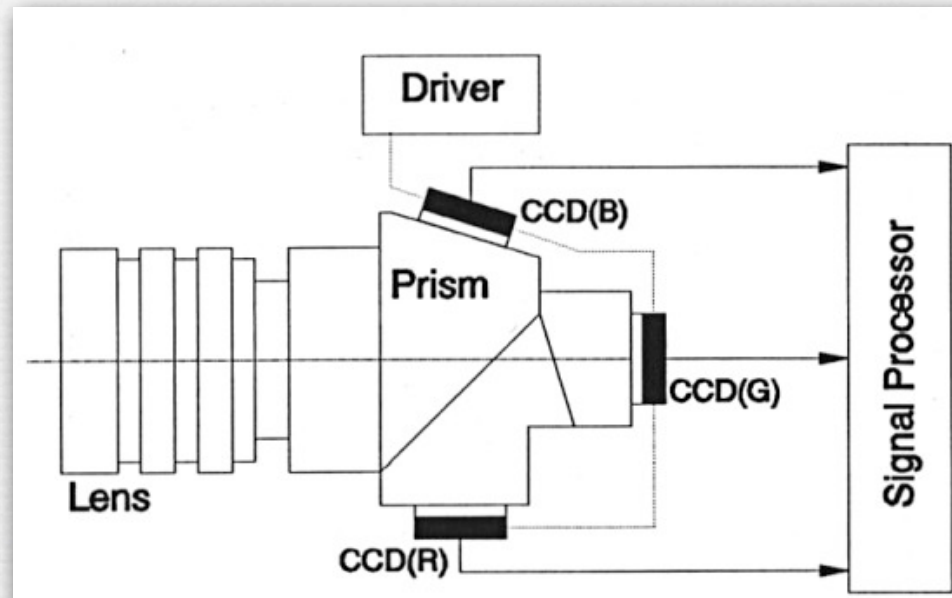 Driver
CCD(B)
Prism
CCD(G)
Lens
CCD(R)
Signal Processor